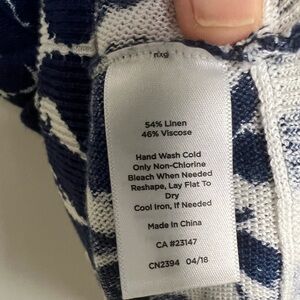 54% Linen
46% Viscose
Hand Wash Cold
Only Non-Chlorine
Bleach When Needed
Reshape, Lay Flat To
Dry
Cool Iron, If Needed
Made In China
CA #23147
CN2394 04/18